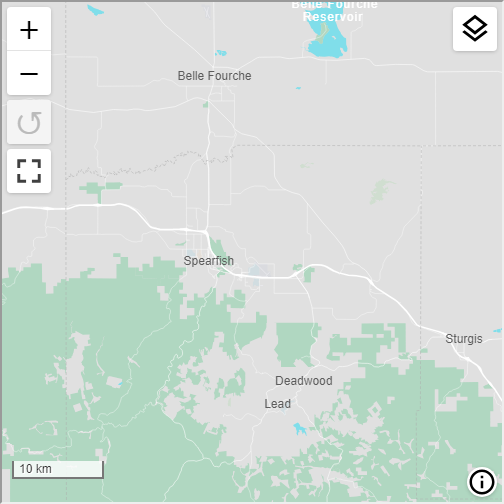 Belle Fourche
Reservoir
Belle Fourche
Spearfish
Sturgis
Deadwood
Lead
10 km